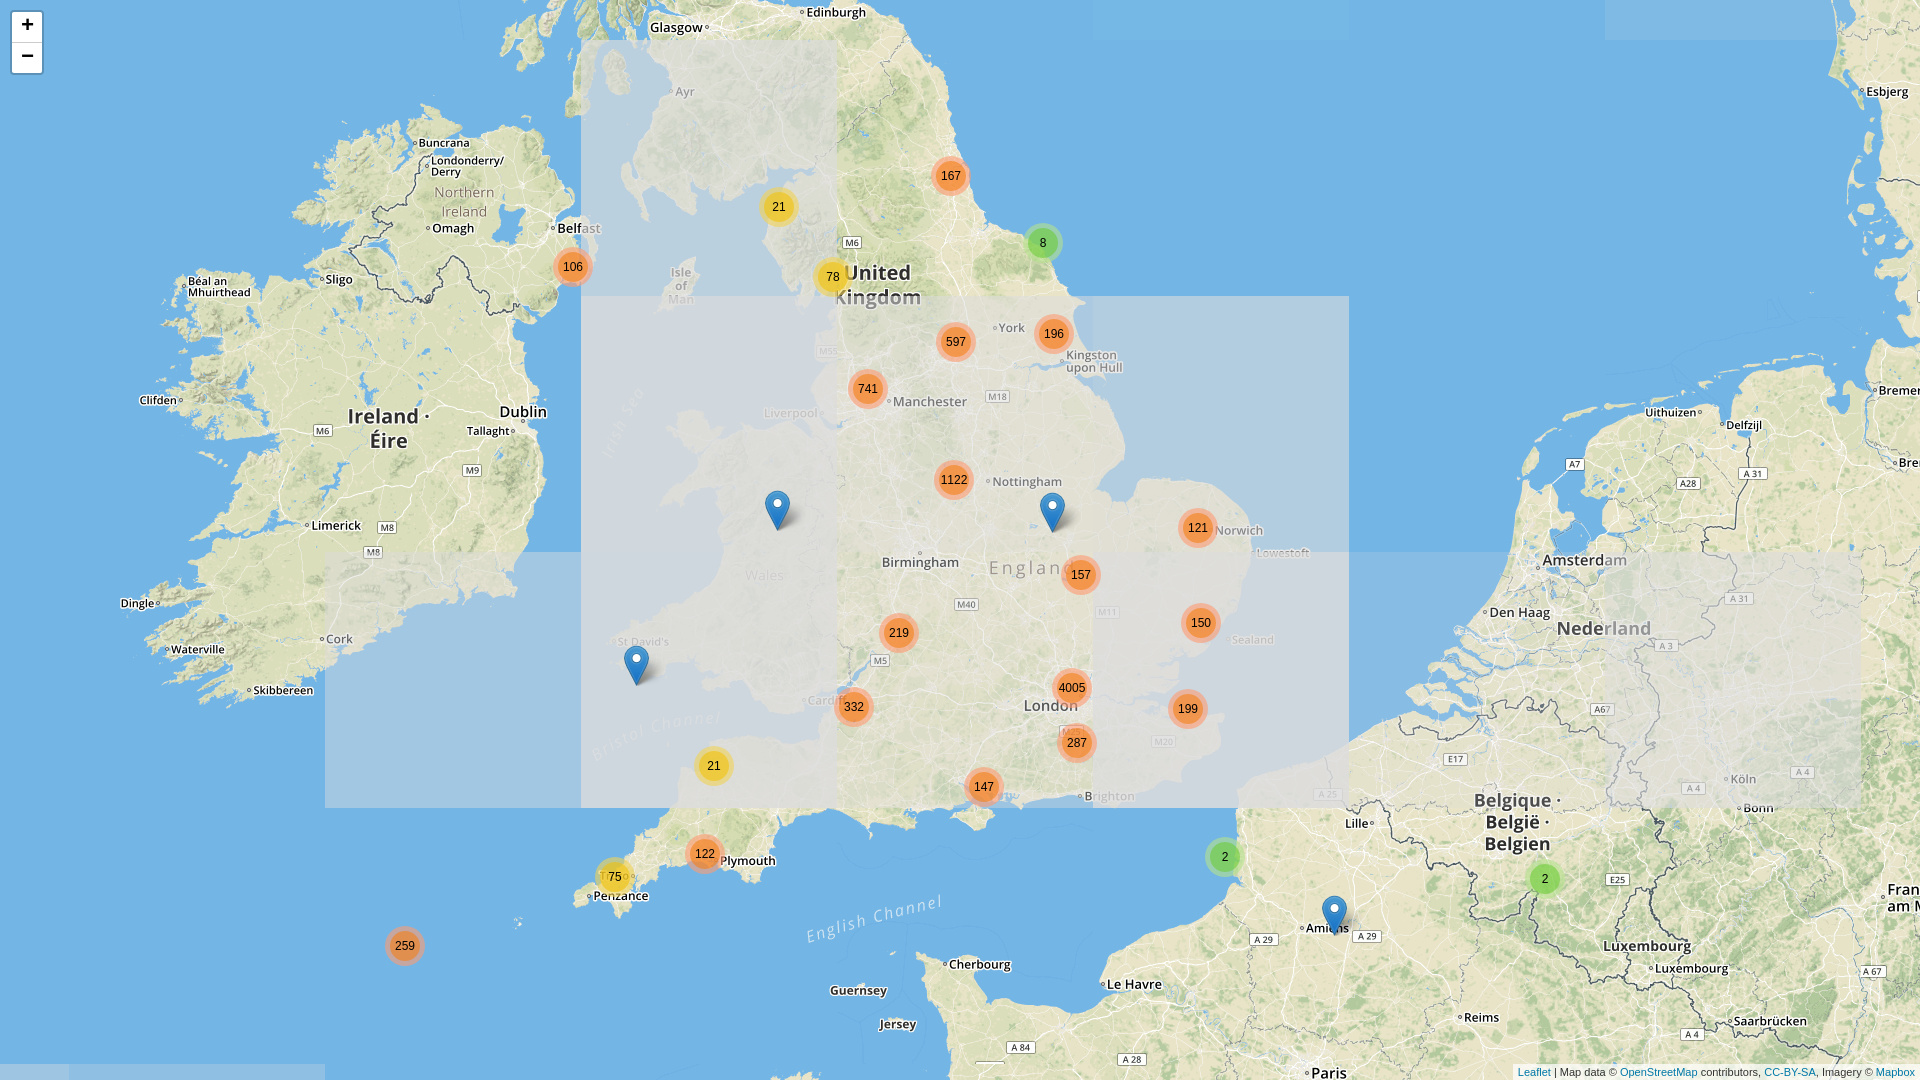 +
−
Glasgow
Edinburgh
Ayr
Esbjerg
Buncrana
Londonderry/
Derry
Northern
Ireland
Omagh
Belfast
167
21
M6
8
106
78
United
Kingdom
Isle
of
Man
Sligo
Béal an
Mhuirthead
597
York
196
Kingston
upon Hull
M55
741
Manchester
M18
Liverpool
Clifden
Ireland ·
Éire
Dublin
Tallaght
M6
M9
Uithuizen
Delfzijl
Bremer
Bre
A7
A 31
A28
1122
Nottingham
121
Norwich
Lowestoft
Limerick
M8
M8
Birmingham
England
157
Wales
Amsterdam
Dingle
M40
M11
150
Sealand
Den Haag
Nederland
A 31
A 3
Cork
Waterville
Skibbereen
St David's
219
M5
4005
London
Cardiff
332
199
A67
Bristol Channel
M25
287
M20
E17
21
147
Brighton
A 25
Köln
A 4
A 4
Bonn
Belgique ·
België ·
Belgien
Lille
122
Plymouth
75
Penzance
2
2
E25
Fran
am M
English Channel
Amiens
A 29
A 29
259
Luxembourg
Luxembourg
A 67
Cherbourg
Le Havre
Guernsey
Jersey
Reims
Saarbrücken
A 4
A 84
A 28
Paris
Leaflet | Map data © OpenStreetMap contributors, CC-BY-SA, Imagery © Mapbox